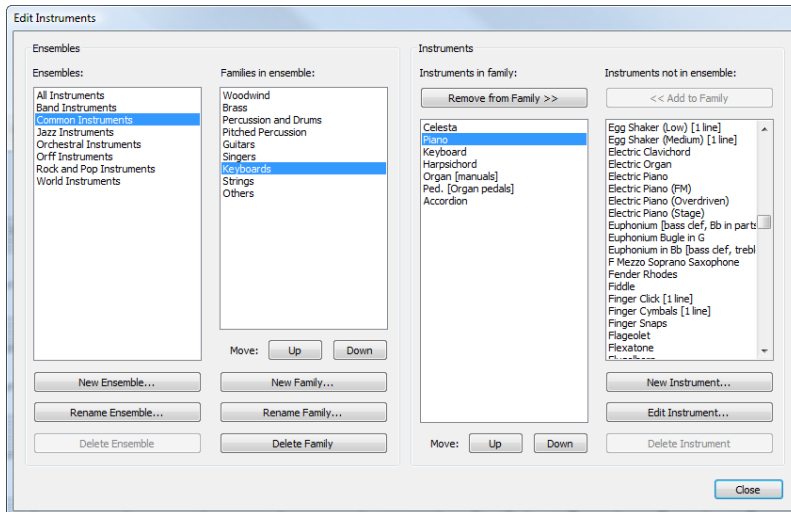 Edit Instruments
Ensembles
Ensembles:
All Instruments
Band Instruments
Common Instruments
Jazz Instruments
Orchestral Instruments
Orff Instruments
Rock and Pop Instruments
World Instruments
New Ensemble...
Rename Ensemble...
Delete Ensemble
Families in ensemble:
Woodwind
Brass
Percussion and Drums
Pitched Percussion
Guitars
Singers
Keyboards
Strings
Others
Move: Up Down
New Family...
Rename Family...
Delete Family
Instruments
Instruments in family:
Remove from Family >>
Celesta
Piano
Keyboard
Harpsichord
Organ [manuals]
Ped. [Organ pedals]
Accordion
Move: Up Down
Instruments not in ensemble:
<< Add to Family
Egg Shaker (Low) [1 line]
Egg Shaker (Medium) [1 line]
Electric Clavichord
Electric Organ
Electric Piano
Electric Piano (FM)
Electric Piano (Overdriven)
Electric Piano (Stage)
Euphonium [bass clef, Bb in parts
Euphonium Bugle in G
Euphonium in Bb [bass clef, trebl
F Mezzo Soprano Saxophone
Fender Rhodes
Fiddle
Finger Click [1 line]
Finger Cymbals [1 line]
Finger Snaps
Flageolet
Flexatone
New Instrument...
Edit Instrument...
Delete Instrument
Close